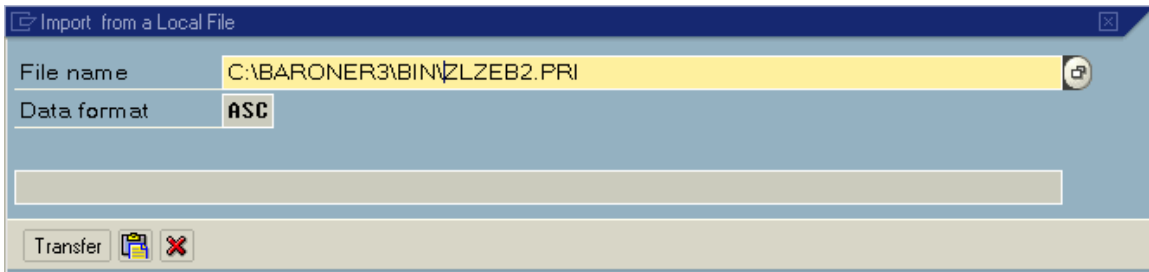 Import from a Local File
File name C:\BARONER3\BIN\ZLZEB2.PRI
Data format ASC
Transfer